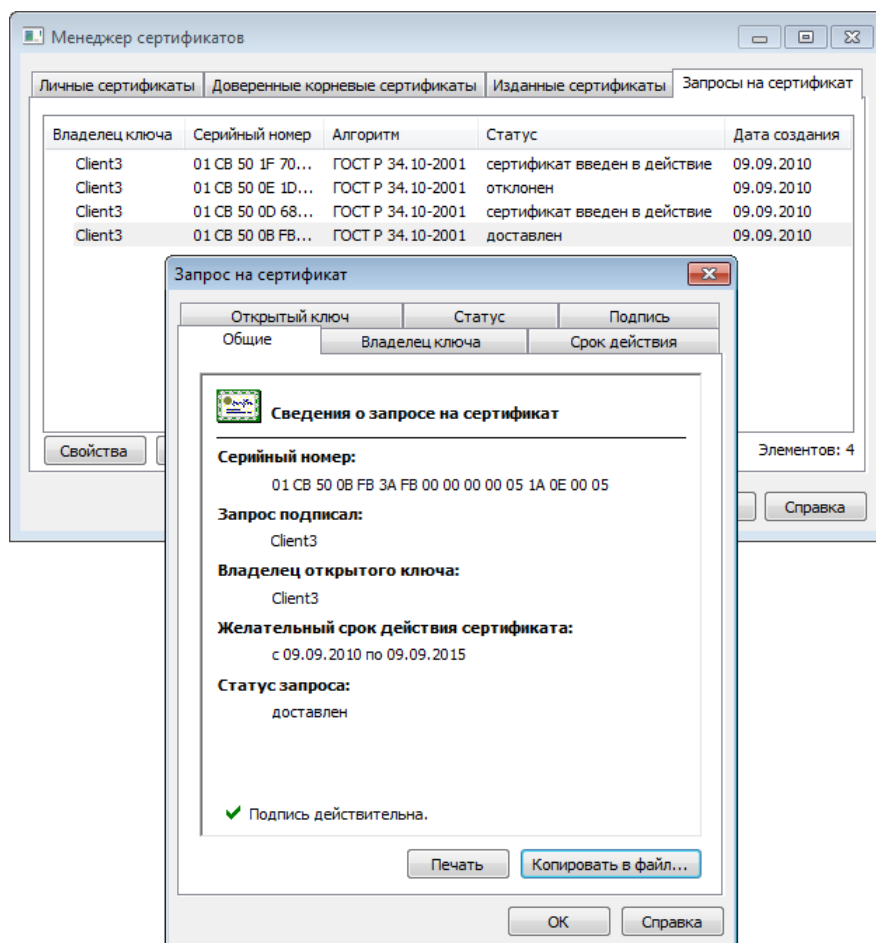 Менеджер сертификатов
Личные сертификаты Доверенные корневые сертификаты Изданные сертификаты Запросы на сертификат
Владелец ключа Серийный номер Алгоритм Статус Дата создания
Client3 01 CB 50 1F 70... ГОСТ Р 34.10-2001 сертификат введен в действие 09.09.2010
Client3 01 CB 50 0E 1D... ГОСТ Р 34.10-2001 отклонен 09.09.2010
Client3 01 CB 50 0D 68... ГОСТ Р 34.10-2001 сертификат введен в действие 09.09.2010
Client3 01 CB 50 0B FB... ГОСТ Р 34.10-2001 доставлен 09.09.2010
Свойства Элементов: 4
Справка
Запрос на сертификат
Открытый ключ Статус Подпись
Общие Владелец ключа Срок действия
Сведения о запросе на сертификат
Серийный номер:
01 CB 50 0B FB 3A FB 00 00 00 00 05 1A 0E 00 05
Запрос подписал:
Client3
Владелец открытого ключа:
Client3
Желательный срок действия сертификата:
с 09.09.2010 по 09.09.2015
Статус запроса:
доставлен
Подпись действительна.
Печать Копировать в файл...
ОК Справка